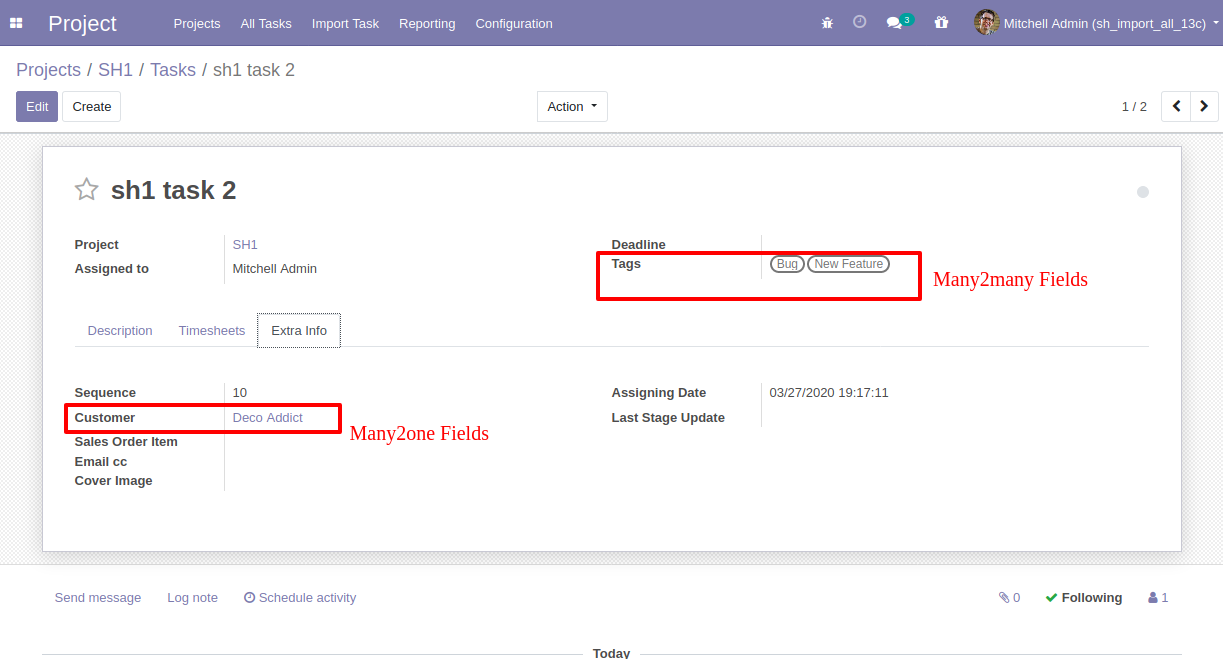 Project Projects All Tasks Import Task Reporting Configuration 3 Mitchell Admin (sh_import_all_13c)
Projects / SH1 / Tasks / sh1 task 2
Edit Create Action 1 / 2
sh1 task 2
Project SH1 Deadline
Assigned to Mitchell Admin Tags Bug New Feature
Many2many Fields
Description Timesheets Extra Info
Sequence 10 Assigning Date 03/27/2020 19:17:11
Customer Deco Addict Last Stage Update
Many2one Fields
Sales Order Item
Email cc
Cover Image
Send message Log note Schedule activity 0 Following 1
Today